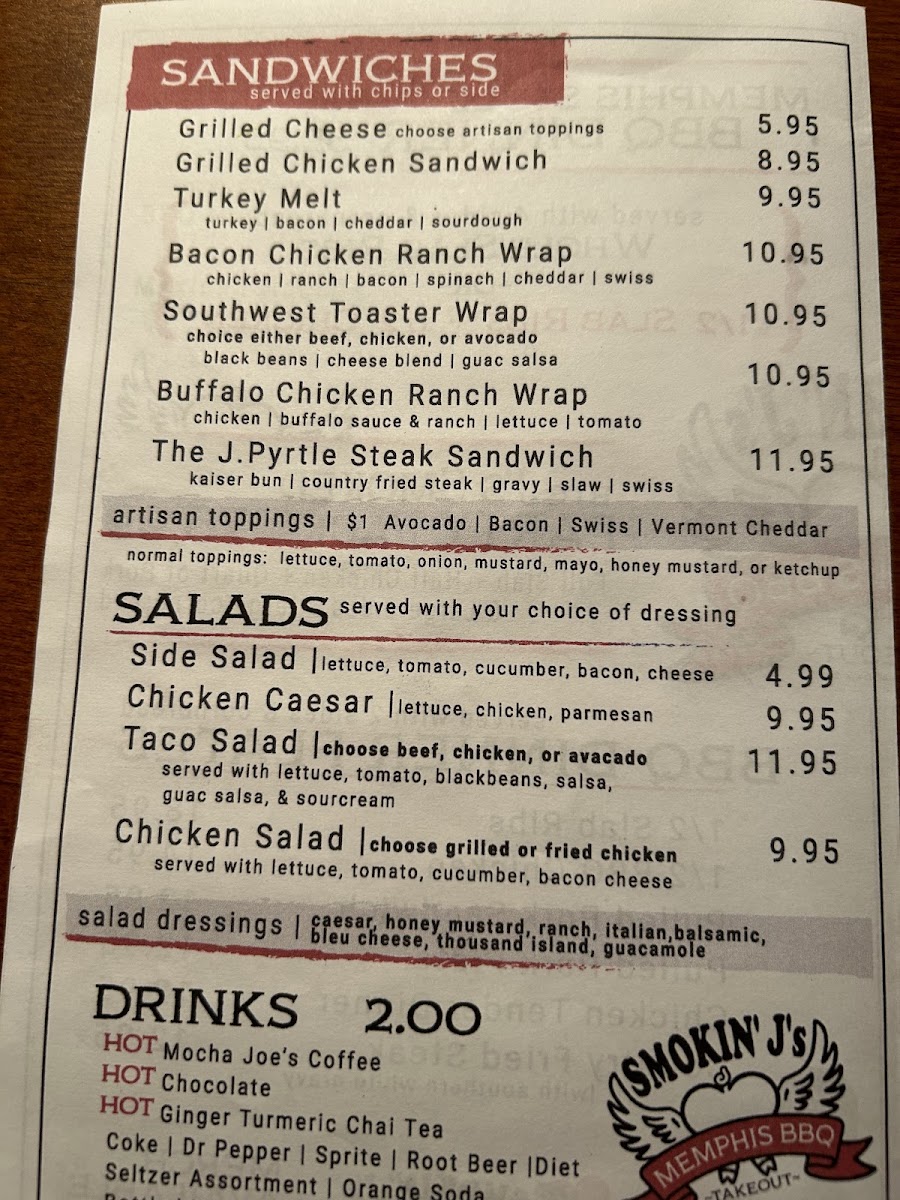 SANDWICHES
served with chips or side
Grilled Cheese choose artisan toppings 5.95
Grilled Chicken Sandwich 8.95
Turkey Melt 9.95
turkey | bacon | cheddar | sourdough
Bacon Chicken Ranch Wrap 10.95
chicken | ranch | bacon | spinach | cheddar | swiss
Southwest Toaster Wrap 10.95
choice either beef, chicken, or avocado
black beans | cheese blend | guac salsa
Buffalo Chicken Ranch Wrap 10.95
chicken | buffalo sauce & ranch | lettuce | tomato
The J.Pyrtle Steak Sandwich 11.95
kaiser bun | country fried steak | gravy | slaw | swiss
artisan toppings | $1 Avocado | Bacon | Swiss | Vermont Cheddar
normal toppings: lettuce, tomato, onion, mustard, mayo, honey mustard, or ketchup
SALADS served with your choice of dressing
Side Salad |lettuce, tomato, cucumber, bacon, cheese 4.99
Chicken Caesar |lettuce, chicken, parmesan 9.95
Taco Salad |choose beef, chicken, or avacado 11.95
served with lettuce, tomato, blackbeans, salsa,
guac salsa, & sourcream
Chicken Salad |choose grilled or fried chicken 9.95
served with lettuce, tomato, cucumber, bacon cheese
salad dressings | caesar, honey mustard, ranch, italian,balsamic,
bleu cheese, thousand island, guacamole
DRINKS 2.00
HOT Mocha Joe's Coffee
HOT Chocolate
HOT Ginger Turmeric Chai Tea
Coke | Dr Pepper | Sprite | Root Beer |Diet
Seltzer Assortment | Orange Soda
SMOKIN' J's
MEMPHIS BBQ
~TAKEOUT~